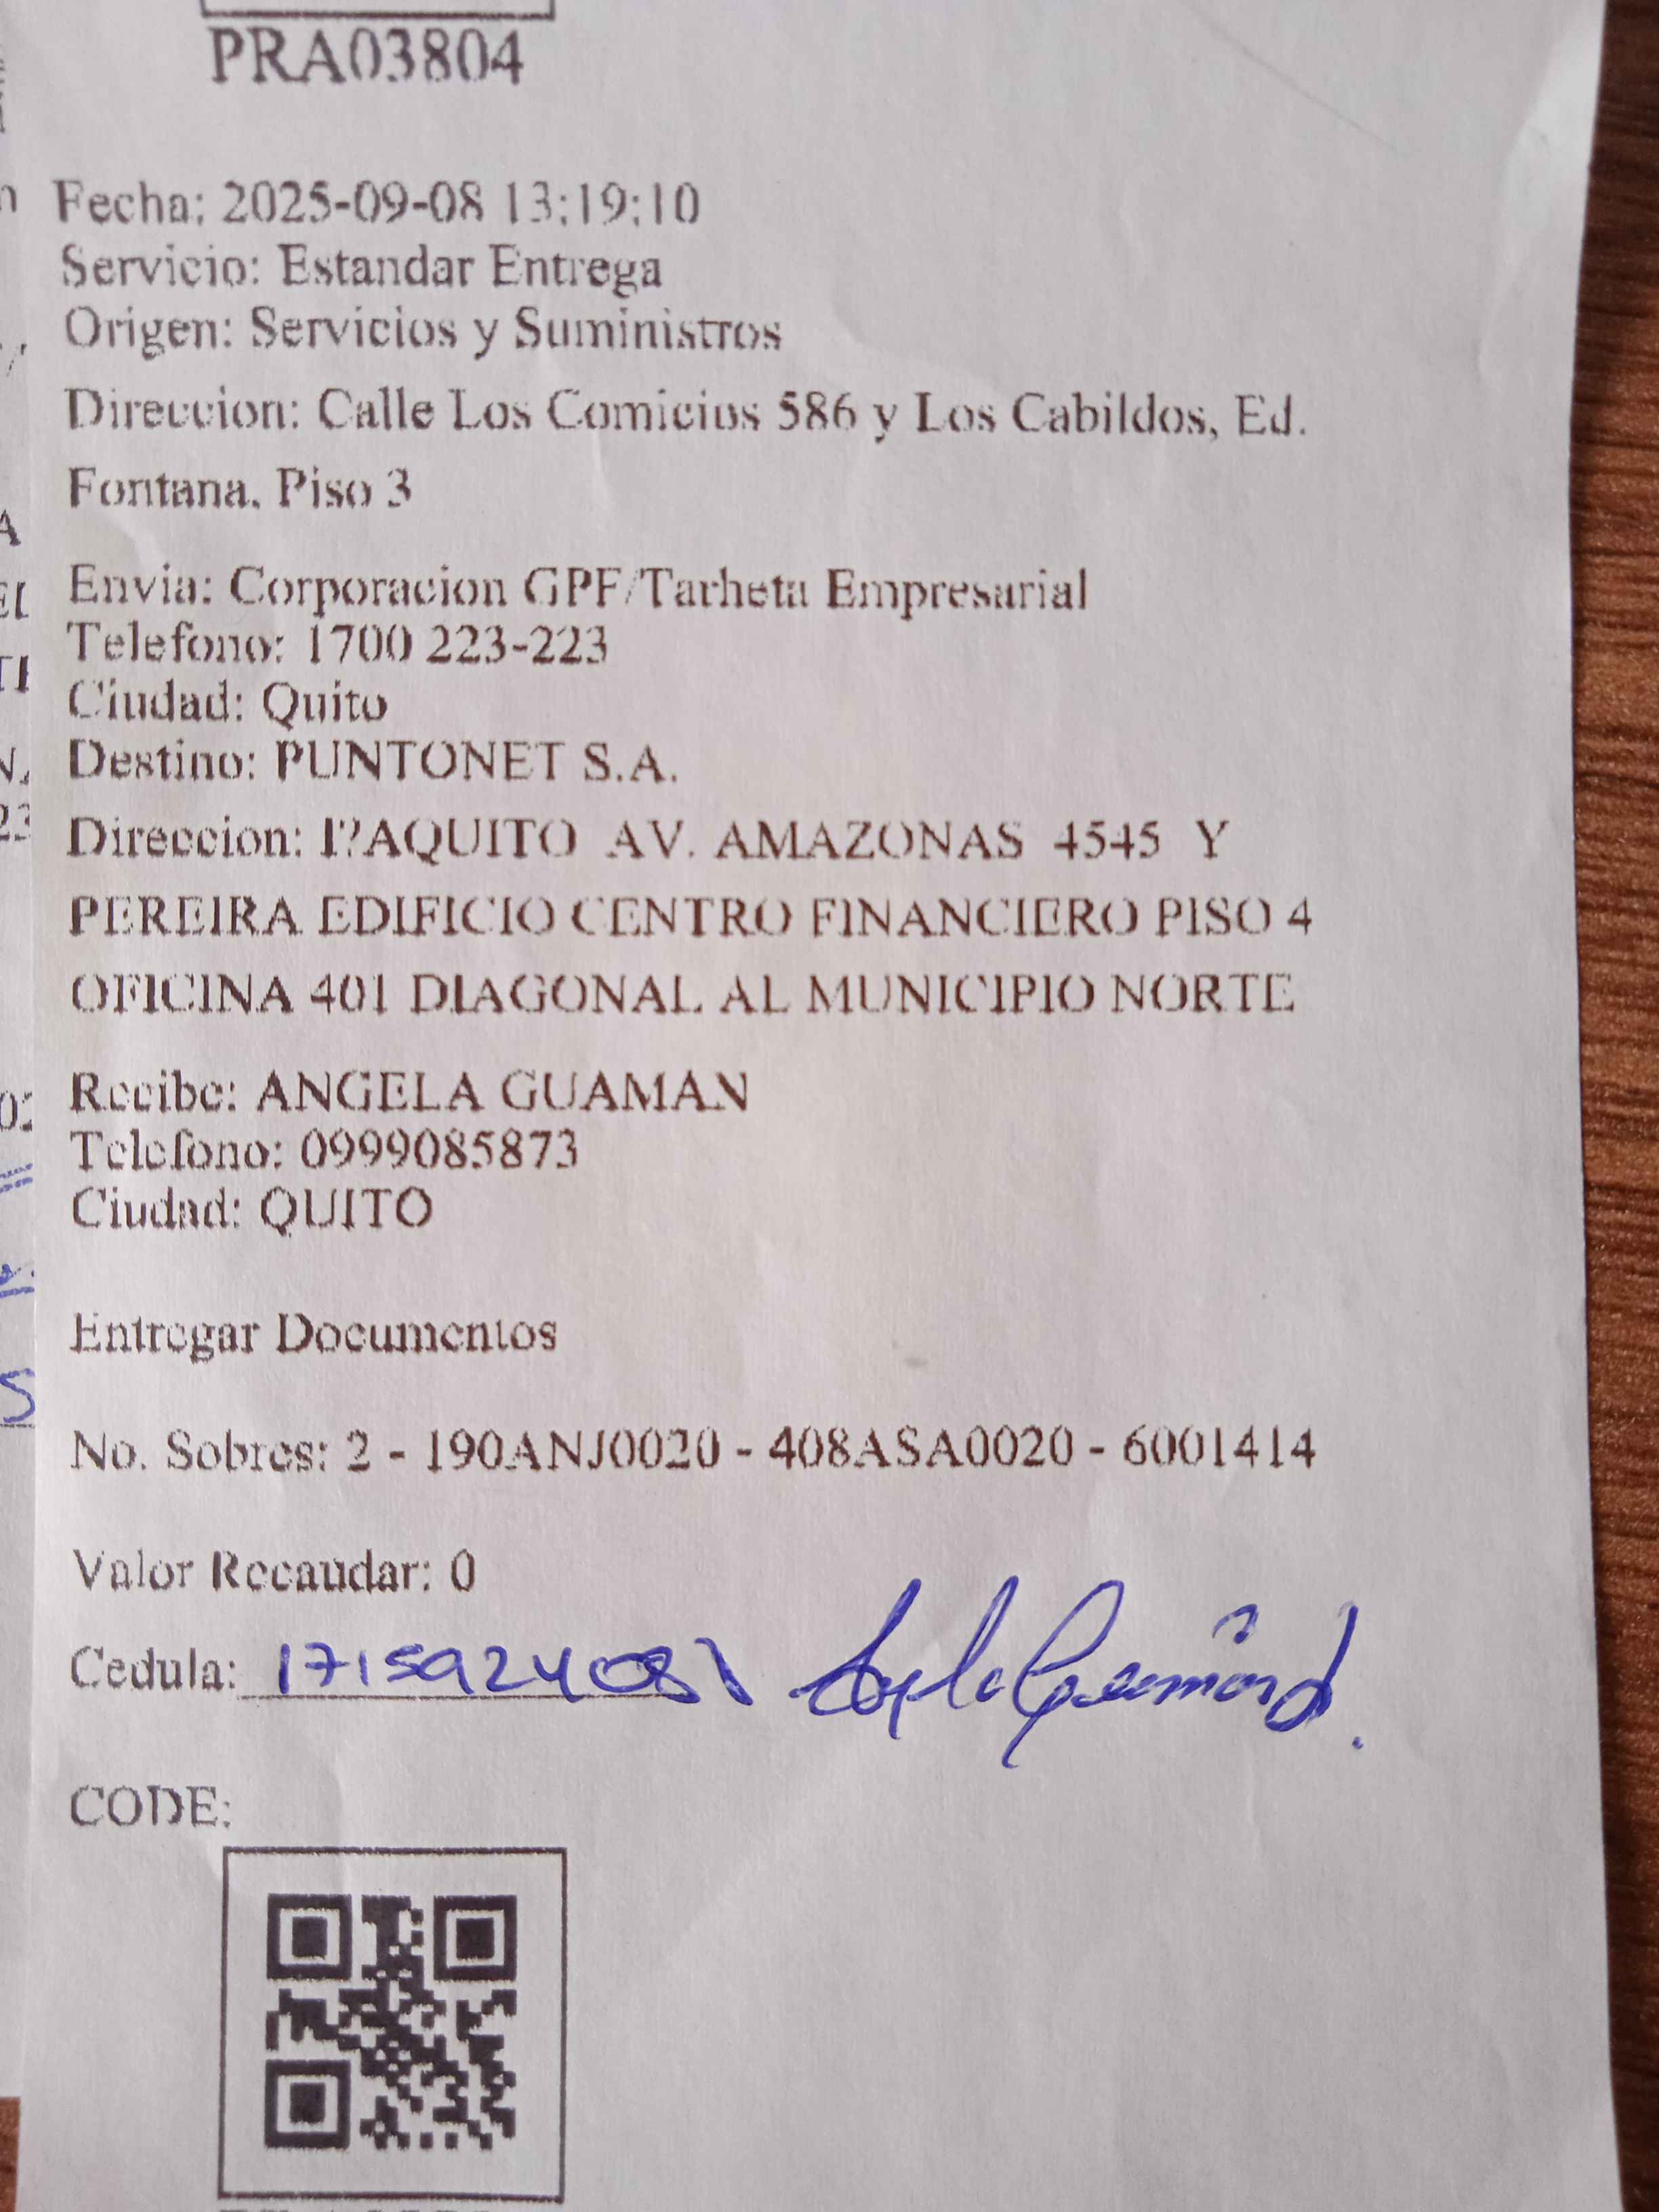 PRA03804
Fecha: 2025-09-08 13:19:10
Servicio: Estandar Entrega
Origen: Servicios y Suministros
Direccion: Calle Los Comicios 586 y Los Cabildos, Ed.
Fontana, Piso 3
Envia: Corporacion GPF/Tarheta Empresarial
Telefono: 1700 223-223
Ciudad: Quito
Destino: PUNTONET S.A.
Direccion: I?AQUITO AV. AMAZONAS 4545 Y
PEREIRA EDIFICIO CENTRO FINANCIERO PISO 4
OFICINA 401 DIAGONAL AL MUNICIPIO NORTE
Recibe: ANGELA GUAMAN
Telefono: 0999085873
Ciudad: QUITO
Entregar Documentos
No. Sobres: 2 - 190ANJ0020 - 408ASA0020 - 6001414
Valor Recaudar: 0
Cedula: 1715924081
CODE: